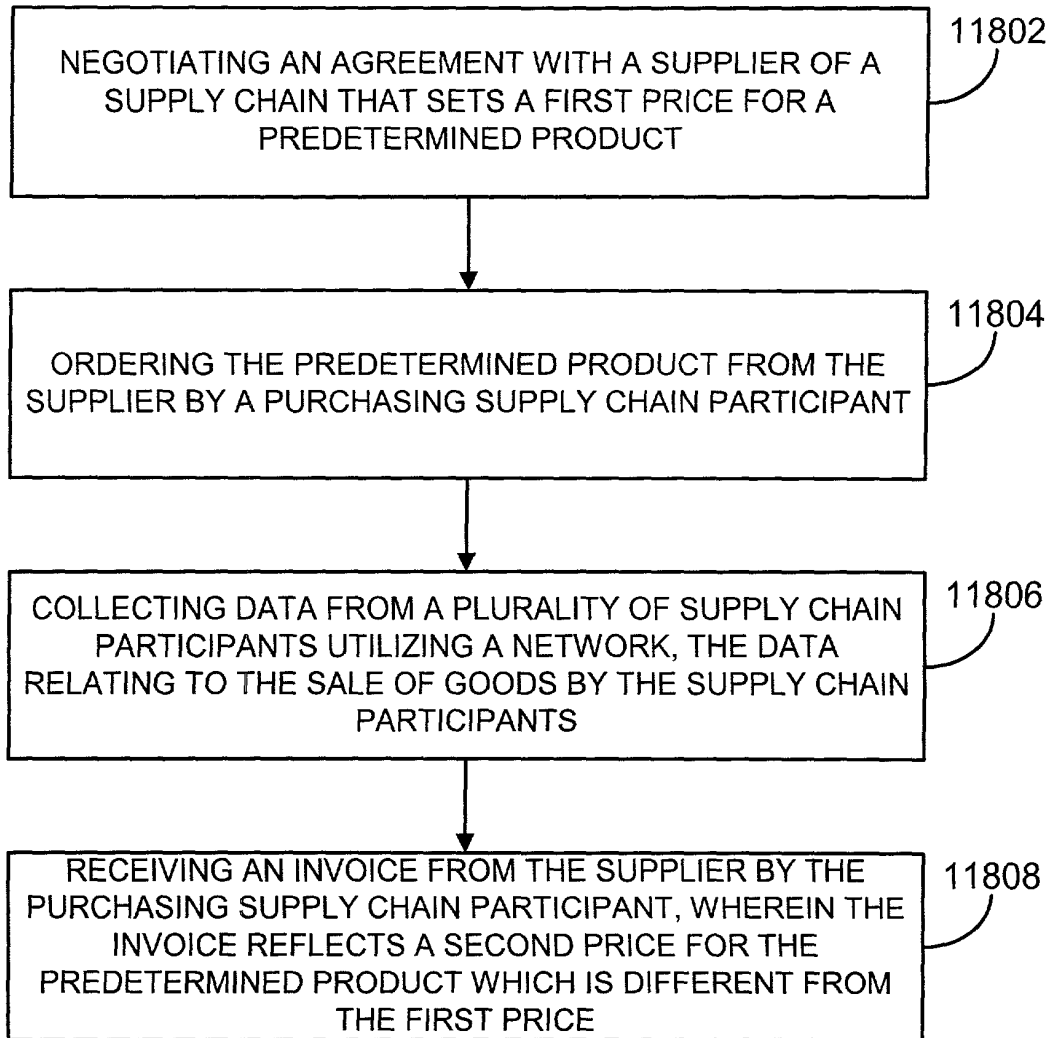 11802
NEGOTIATING AN AGREEMENT WITH A SUPPLIER OF A
SUPPLY CHAIN THAT SETS A FIRST PRICE FOR A
PREDETERMINED PRODUCT
11804
ORDERING THE PREDETERMINED PRODUCT FROM THE
SUPPLIER BY A PURCHASING SUPPLY CHAIN PARTICIPANT
11806
COLLECTING DATA FROM A PLURALITY OF SUPPLY CHAIN
PARTICIPANTS UTILIZING A NETWORK, THE DATA
RELATING TO THE SALE OF GOODS BY THE SUPPLY CHAIN
PARTICIPANTS
11808
RECEIVING AN INVOICE FROM THE SUPPLIER BY THE
PURCHASING SUPPLY CHAIN PARTICIPANT, WHEREIN THE
INVOICE REFLECTS A SECOND PRICE FOR THE
PREDETERMINED PRODUCT WHICH IS DIFFERENT FROM
THE FIRST PRICE